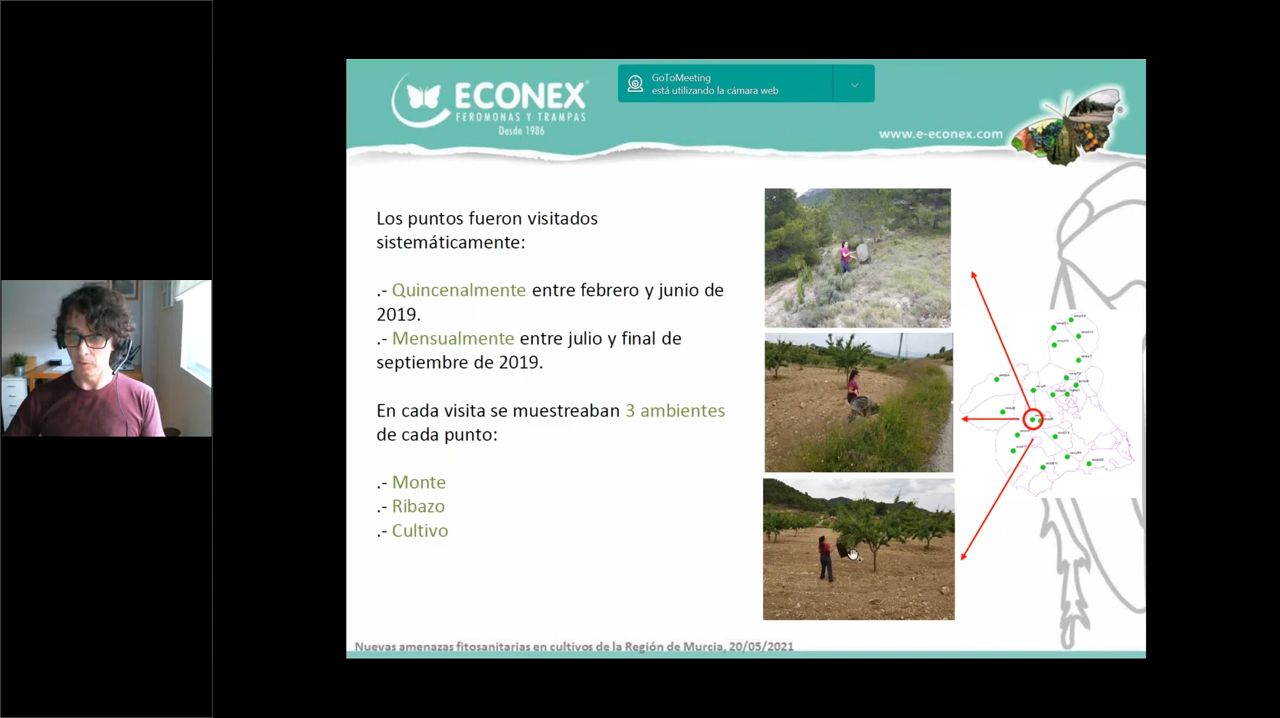 ECONEX
FEROMONAS Y TRAMPAS
Desde 1986
GoToMeeting
está utilizando la cámara web
www.e-econex.com
Los puntos fueron visitados
sistemáticamente:
.- Quincenalmente entre febrero y junio de
2019.
.- Mensualmente entre julio y final de
septiembre de 2019.
En cada visita se muestreaban 3 ambientes
de cada punto:
.- Monte
.- Ribazo
.- Cultivo
Nuevas amenazas fitosanitarias en cultivos de la Región de Murcia, 20/05/2021